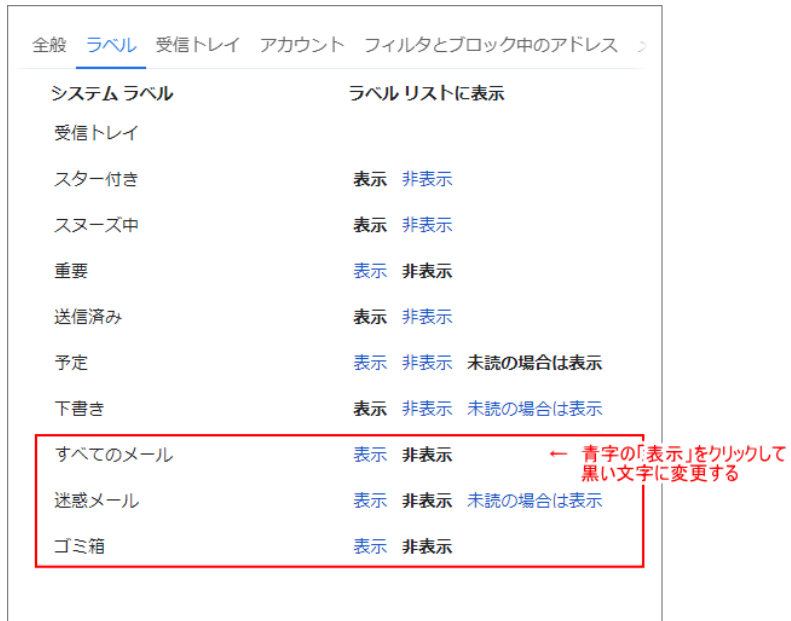 全般 ラベル 受信トレイ アカウント フィルタとブロック中のアドレス
システム ラベル ラベル リストに表示
受信トレイ
スター付き 表示 非表示
スヌーズ中 表示 非表示
重要 表示 非表示
送信済み 表示 非表示
予定 表示 非表示 未読の場合は表示
下書き 表示 非表示 未読の場合は表示
すべてのメール 表示 非表示 ← 青字の「表示」をクリックして
黒い文字に変更する
迷惑メール 表示 非表示 未読の場合は表示
ゴミ箱 表示 非表示